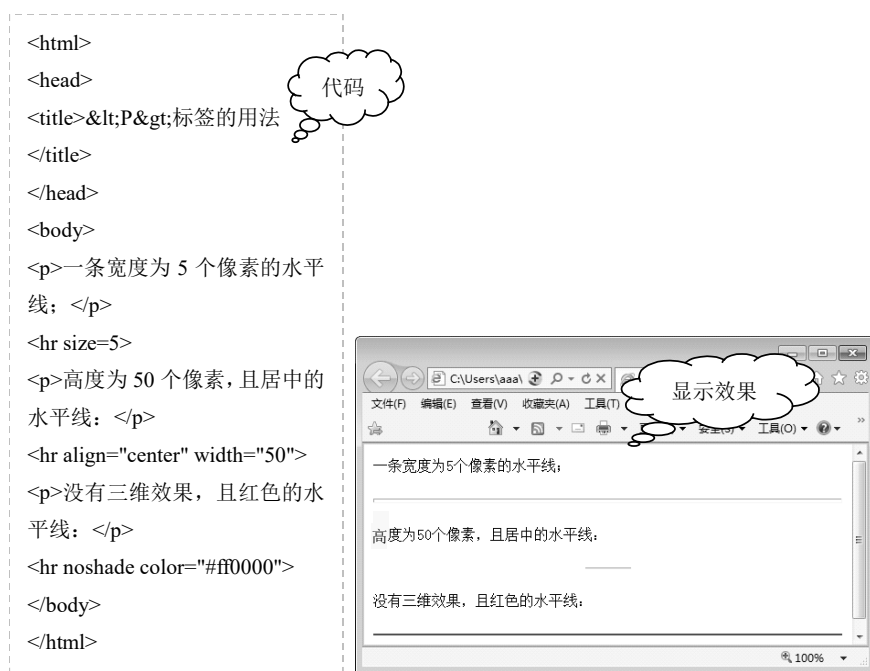 <html>
<head>
代码
<title>&lt;P&gt;标签的用法
</title>
</head>
<body>
<p>一条宽度为 5 个像素的水平
线；</p>
<hr size=5>
<p>高度为 50 个像素，且居中的
水平线：</p>
<hr align="center" width="50">
<p>没有三维效果，且红色的水
平线：</p>
<hr noshade color="#ff0000">
</body>
</html>
C:\Users\aaa\
显示效果
文件(F) 编辑(E) 查看(V) 收藏夹(A) 工具(T)
工具(O)
一条宽度为5个像素的水平线；
高度为50个像素，且居中的水平线：
没有三维效果，且红色的水平线：
100%